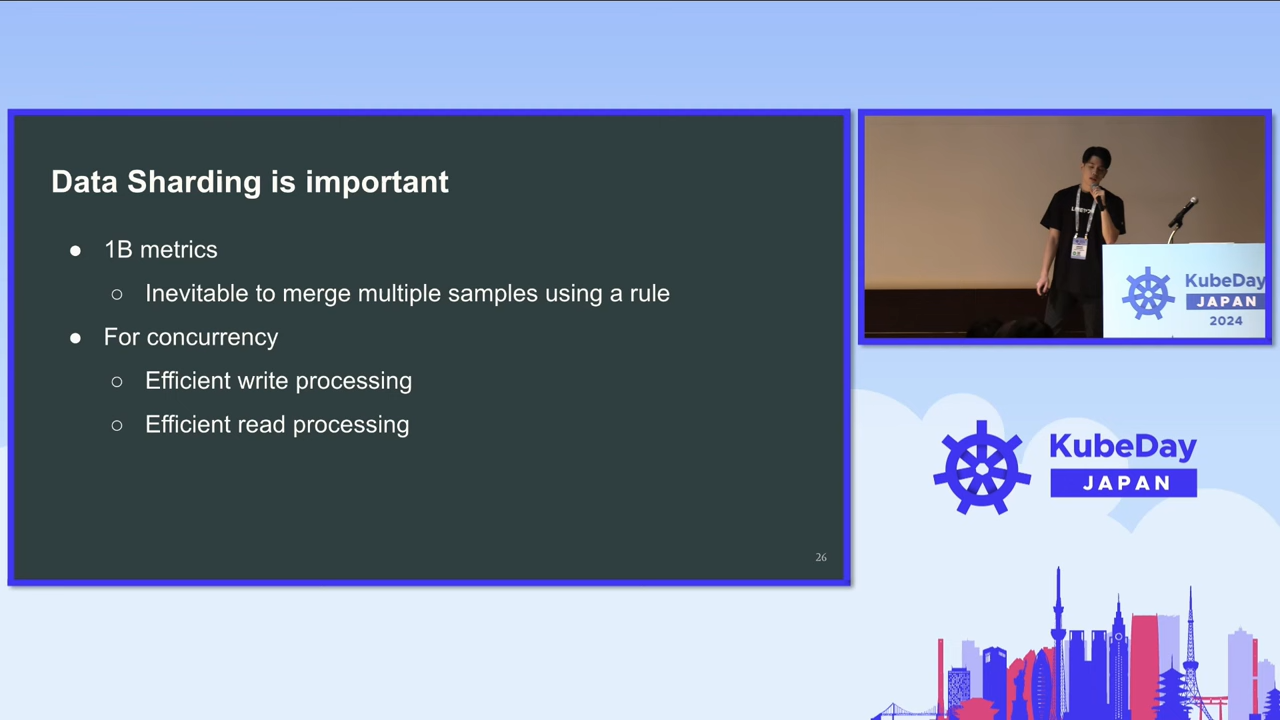 Data Sharding is important
● 1B metrics
○ Inevitable to merge multiple samples using a rule
● For concurrency
○ Efficient write processing
○ Efficient read processing
26
KubeDay
JAPAN
2024
KubeDay
JAPAN